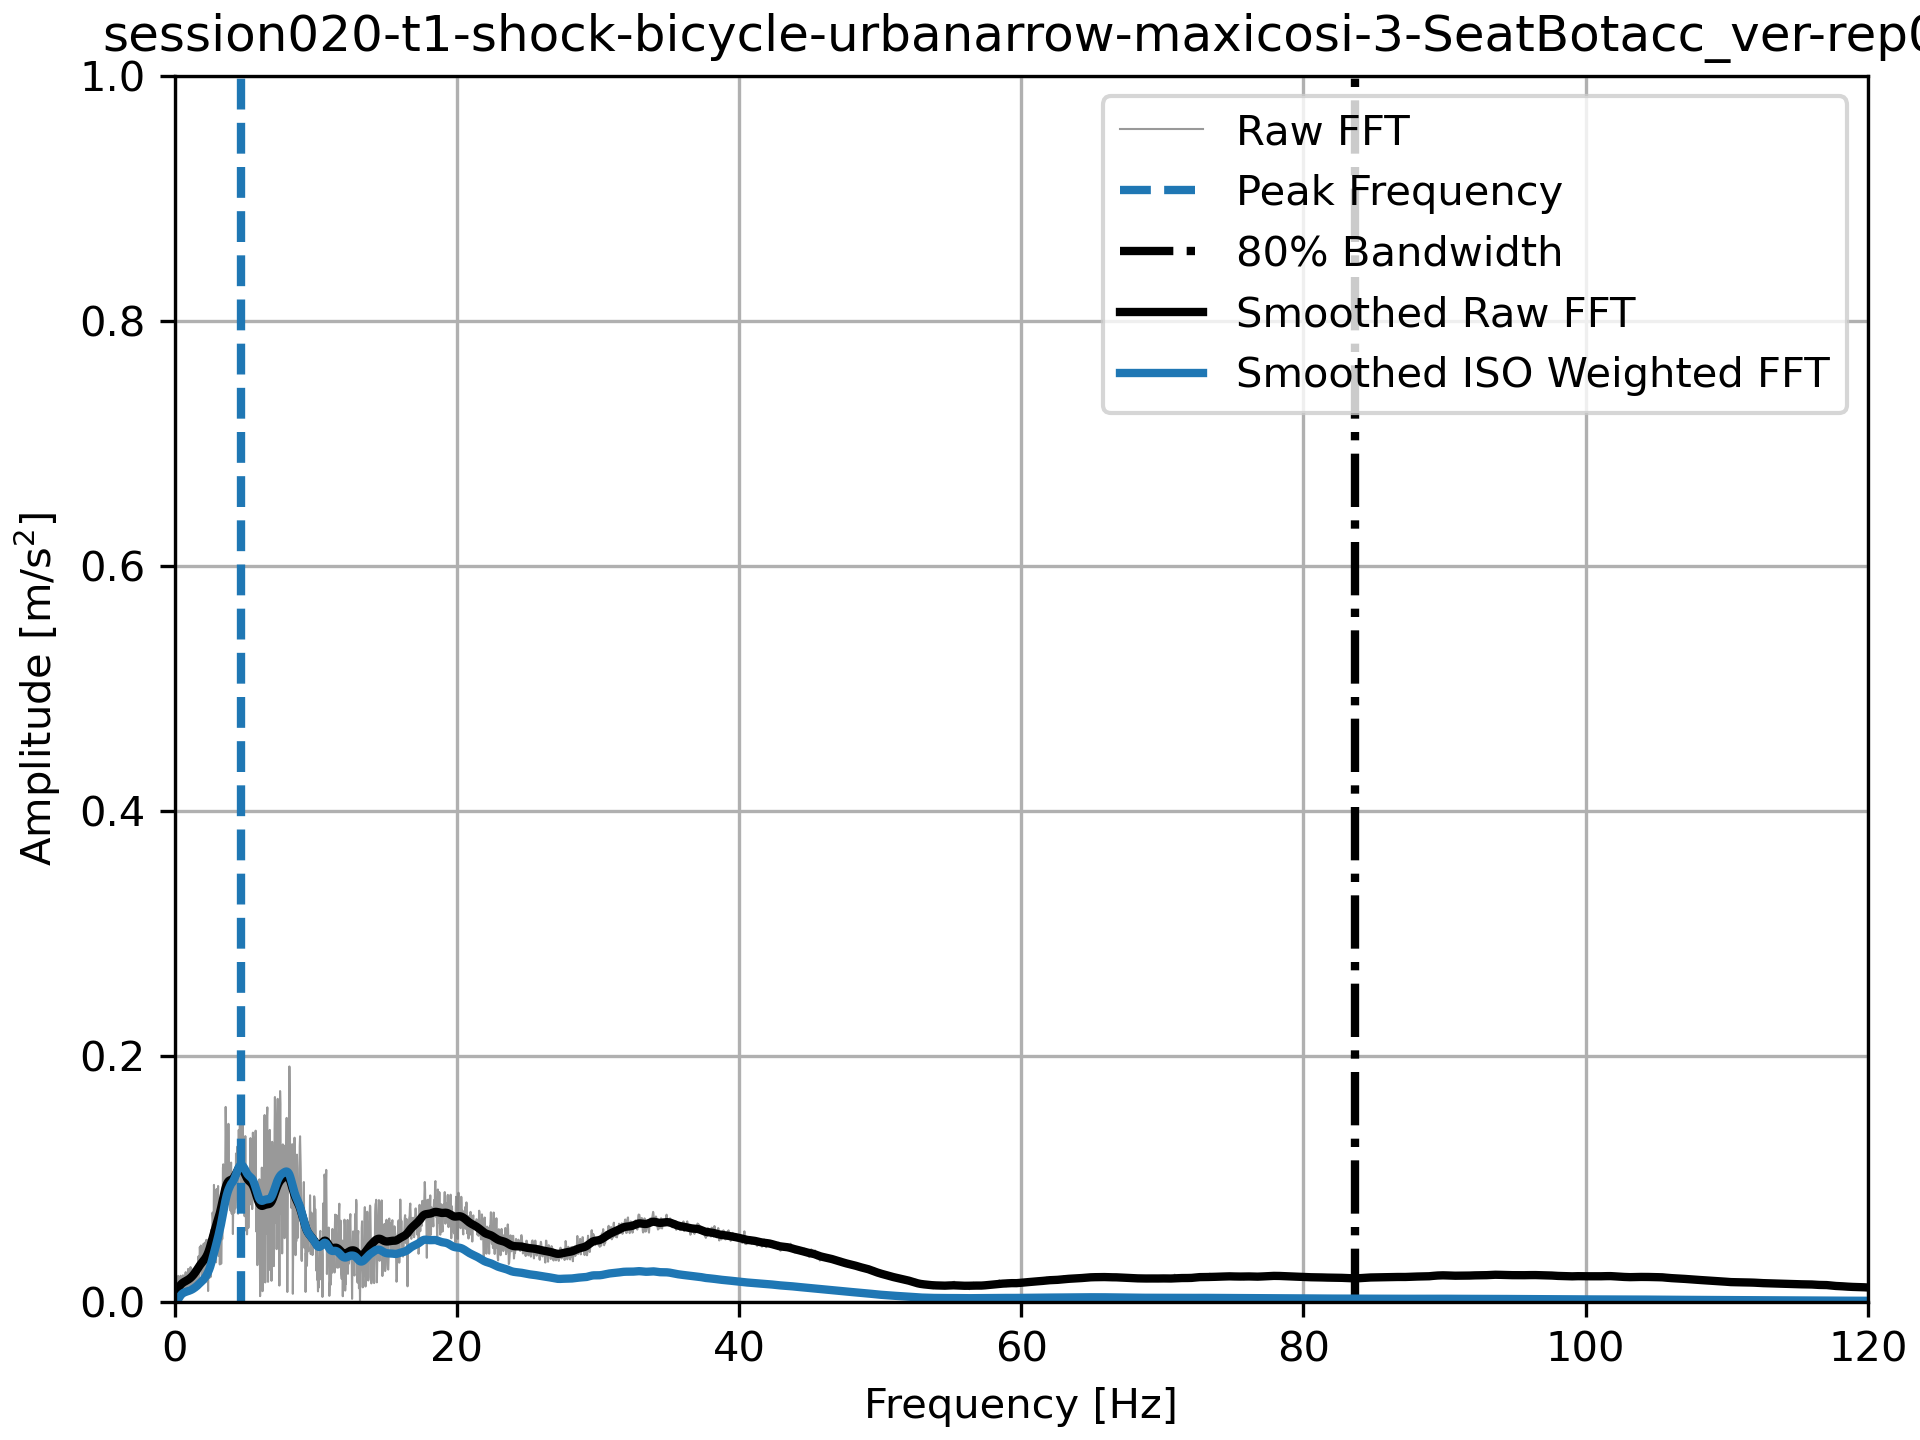 session020-t1-shock-bicycle-urbanarrow-maxicosi-3-SeatBotacc_ver-rep0
1.0
0.8
0.6
0.4
0.2
0.0
Amplitude [m/s²]
Raw FFT
Peak Frequency
80% Bandwidth
Smoothed Raw FFT
Smoothed ISO Weighted FFT
0 20 40 60 80 100 120
Frequency [Hz]